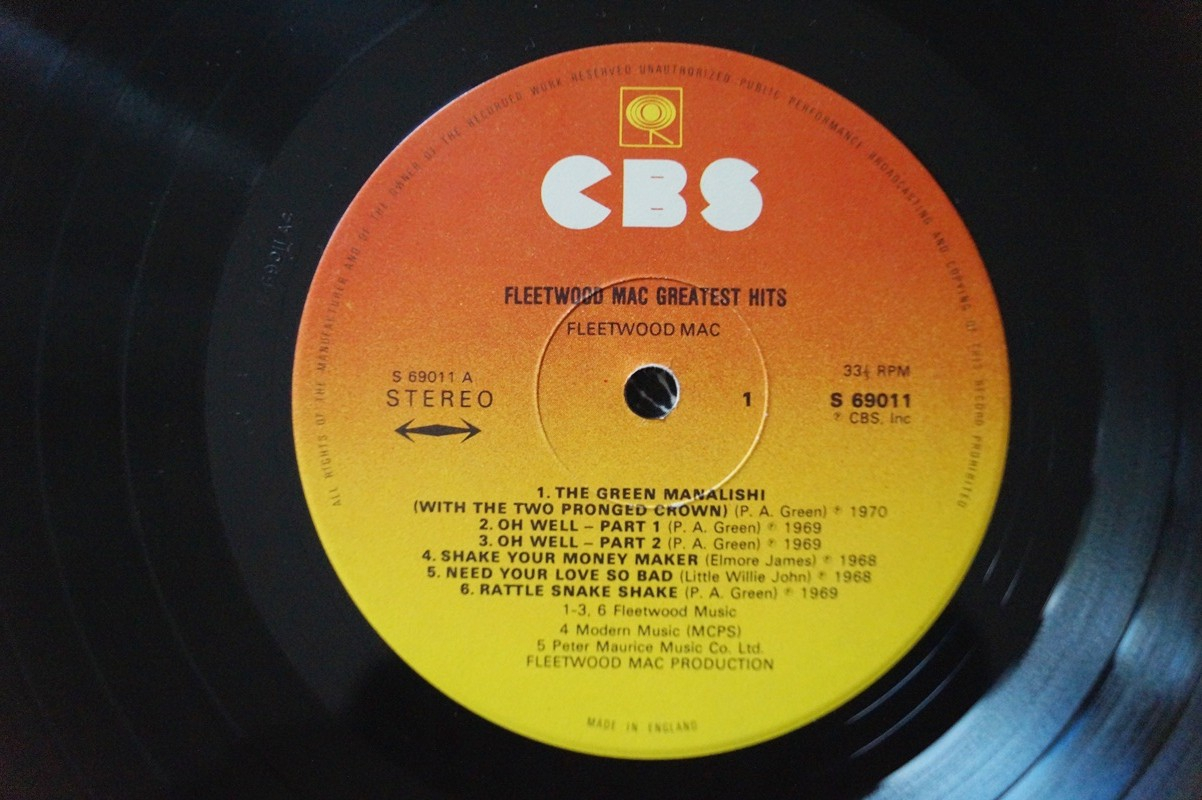 ALL RIGHTS OF THE MANUFACTURER AND OF THE OWNER OF THE RECORDED WORK RESERVED UNAUTHORIZED PUBLIC PERFORMANCE BROADCASTING AND COPYING OF THIS RECORD PROHIBITED
CBS
FLEETWOOD MAC GREATEST HITS
FLEETWOOD MAC
S 69011 A
STEREO
1
33⅓ RPM
S 69011
℗ CBS, Inc
1. THE GREEN MANALISHI
(WITH THE TWO PRONGED CROWN) (P. A. Green) ℗ 1970
2. OH WELL – PART 1 (P. A. Green) ℗ 1969
3. OH WELL – PART 2 (P. A. Green) ℗ 1969
4. SHAKE YOUR MONEY MAKER (Elmore James) ℗ 1968
5. NEED YOUR LOVE SO BAD (Little Willie John) ℗ 1968
6. RATTLE SNAKE SHAKE (P. A. Green) ℗ 1969
1-3, 6 Fleetwood Music
4 Modern Music (MCPS)
5 Peter Maurice Music Co. Ltd.
FLEETWOOD MAC PRODUCTION
MADE IN ENGLAND